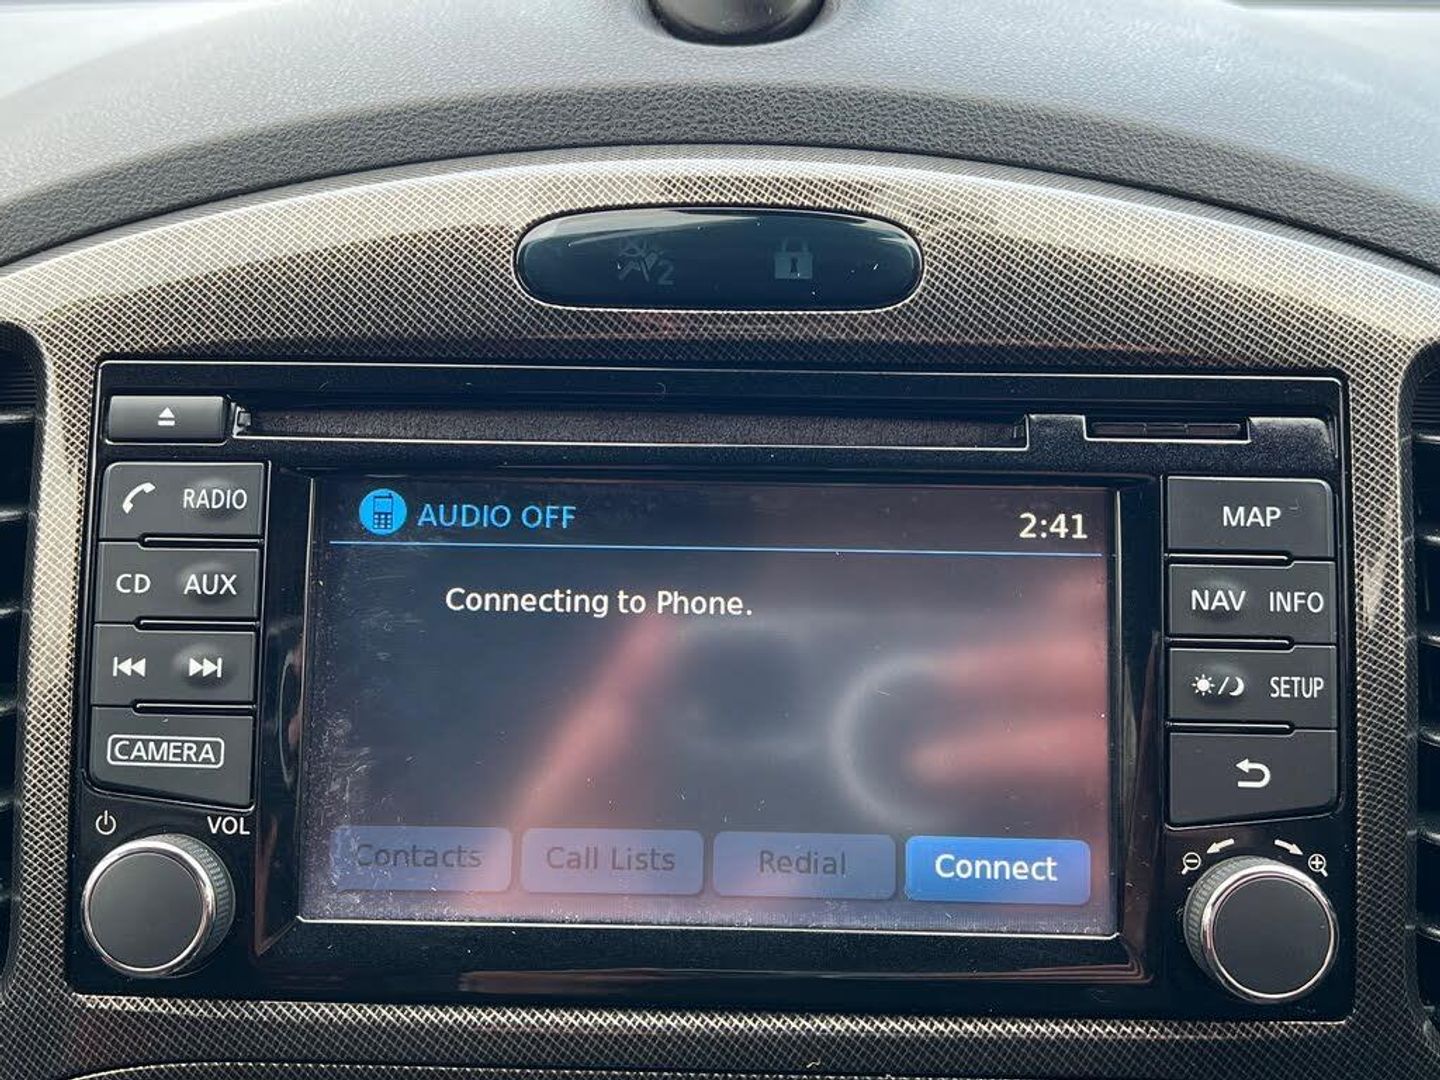 2
RADIO
CD AUX
CAMERA
VOL
AUDIO OFF 2:41
Connecting to Phone.
Contacts Call Lists Redial Connect
MAP
NAV INFO
SETUP